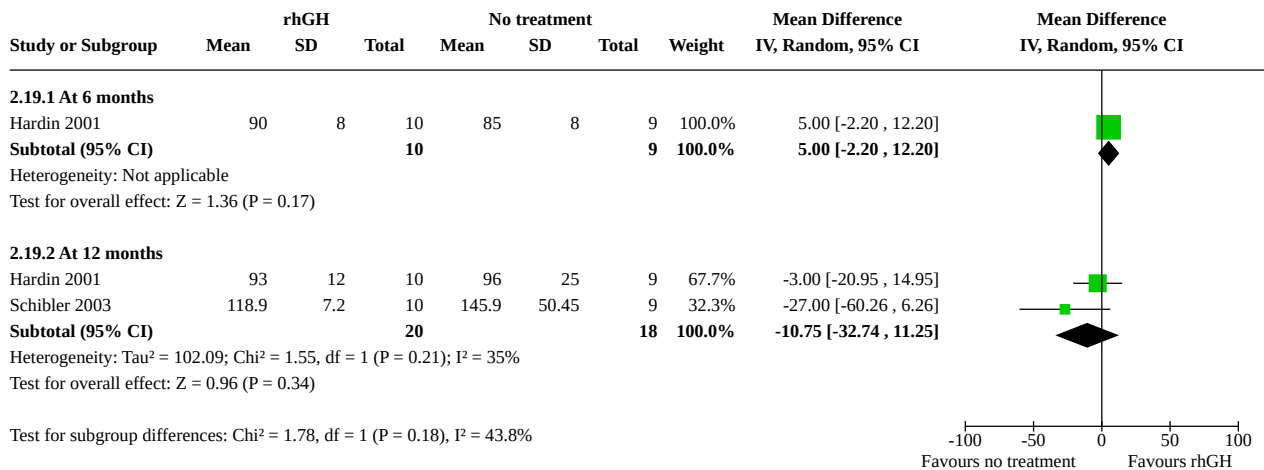 rhGH No treatment Mean Difference Mean Difference
Study or Subgroup Mean SD Total Mean SD Total Weight IV, Random, 95% CI IV, Random, 95% CI
2.19.1 At 6 months
Hardin 2001 90 8 10 85 8 9 100.0% 5.00 [-2.20 , 12.20]
Subtotal (95% CI) 10 9 100.0% 5.00 [-2.20 , 12.20]
Heterogeneity: Not applicable
Test for overall effect: Z = 1.36 (P = 0.17)
2.19.2 At 12 months
Hardin 2001 93 12 10 96 25 9 67.7% -3.00 [-20.95 , 14.95]
Schibler 2003 118.9 7.2 10 145.9 50.45 9 32.3% -27.00 [-60.26 , 6.26]
Subtotal (95% CI) 20 18 100.0% -10.75 [-32.74 , 11.25]
Heterogeneity: Tau² = 102.09; Chi² = 1.55, df = 1 (P = 0.21); I² = 35%
Test for overall effect: Z = 0.96 (P = 0.34)
Test for subgroup differences: Chi² = 1.78, df = 1 (P = 0.18), I² = 43.8%
-100 -50 0 50 100
Favours no treatment Favours rhGH